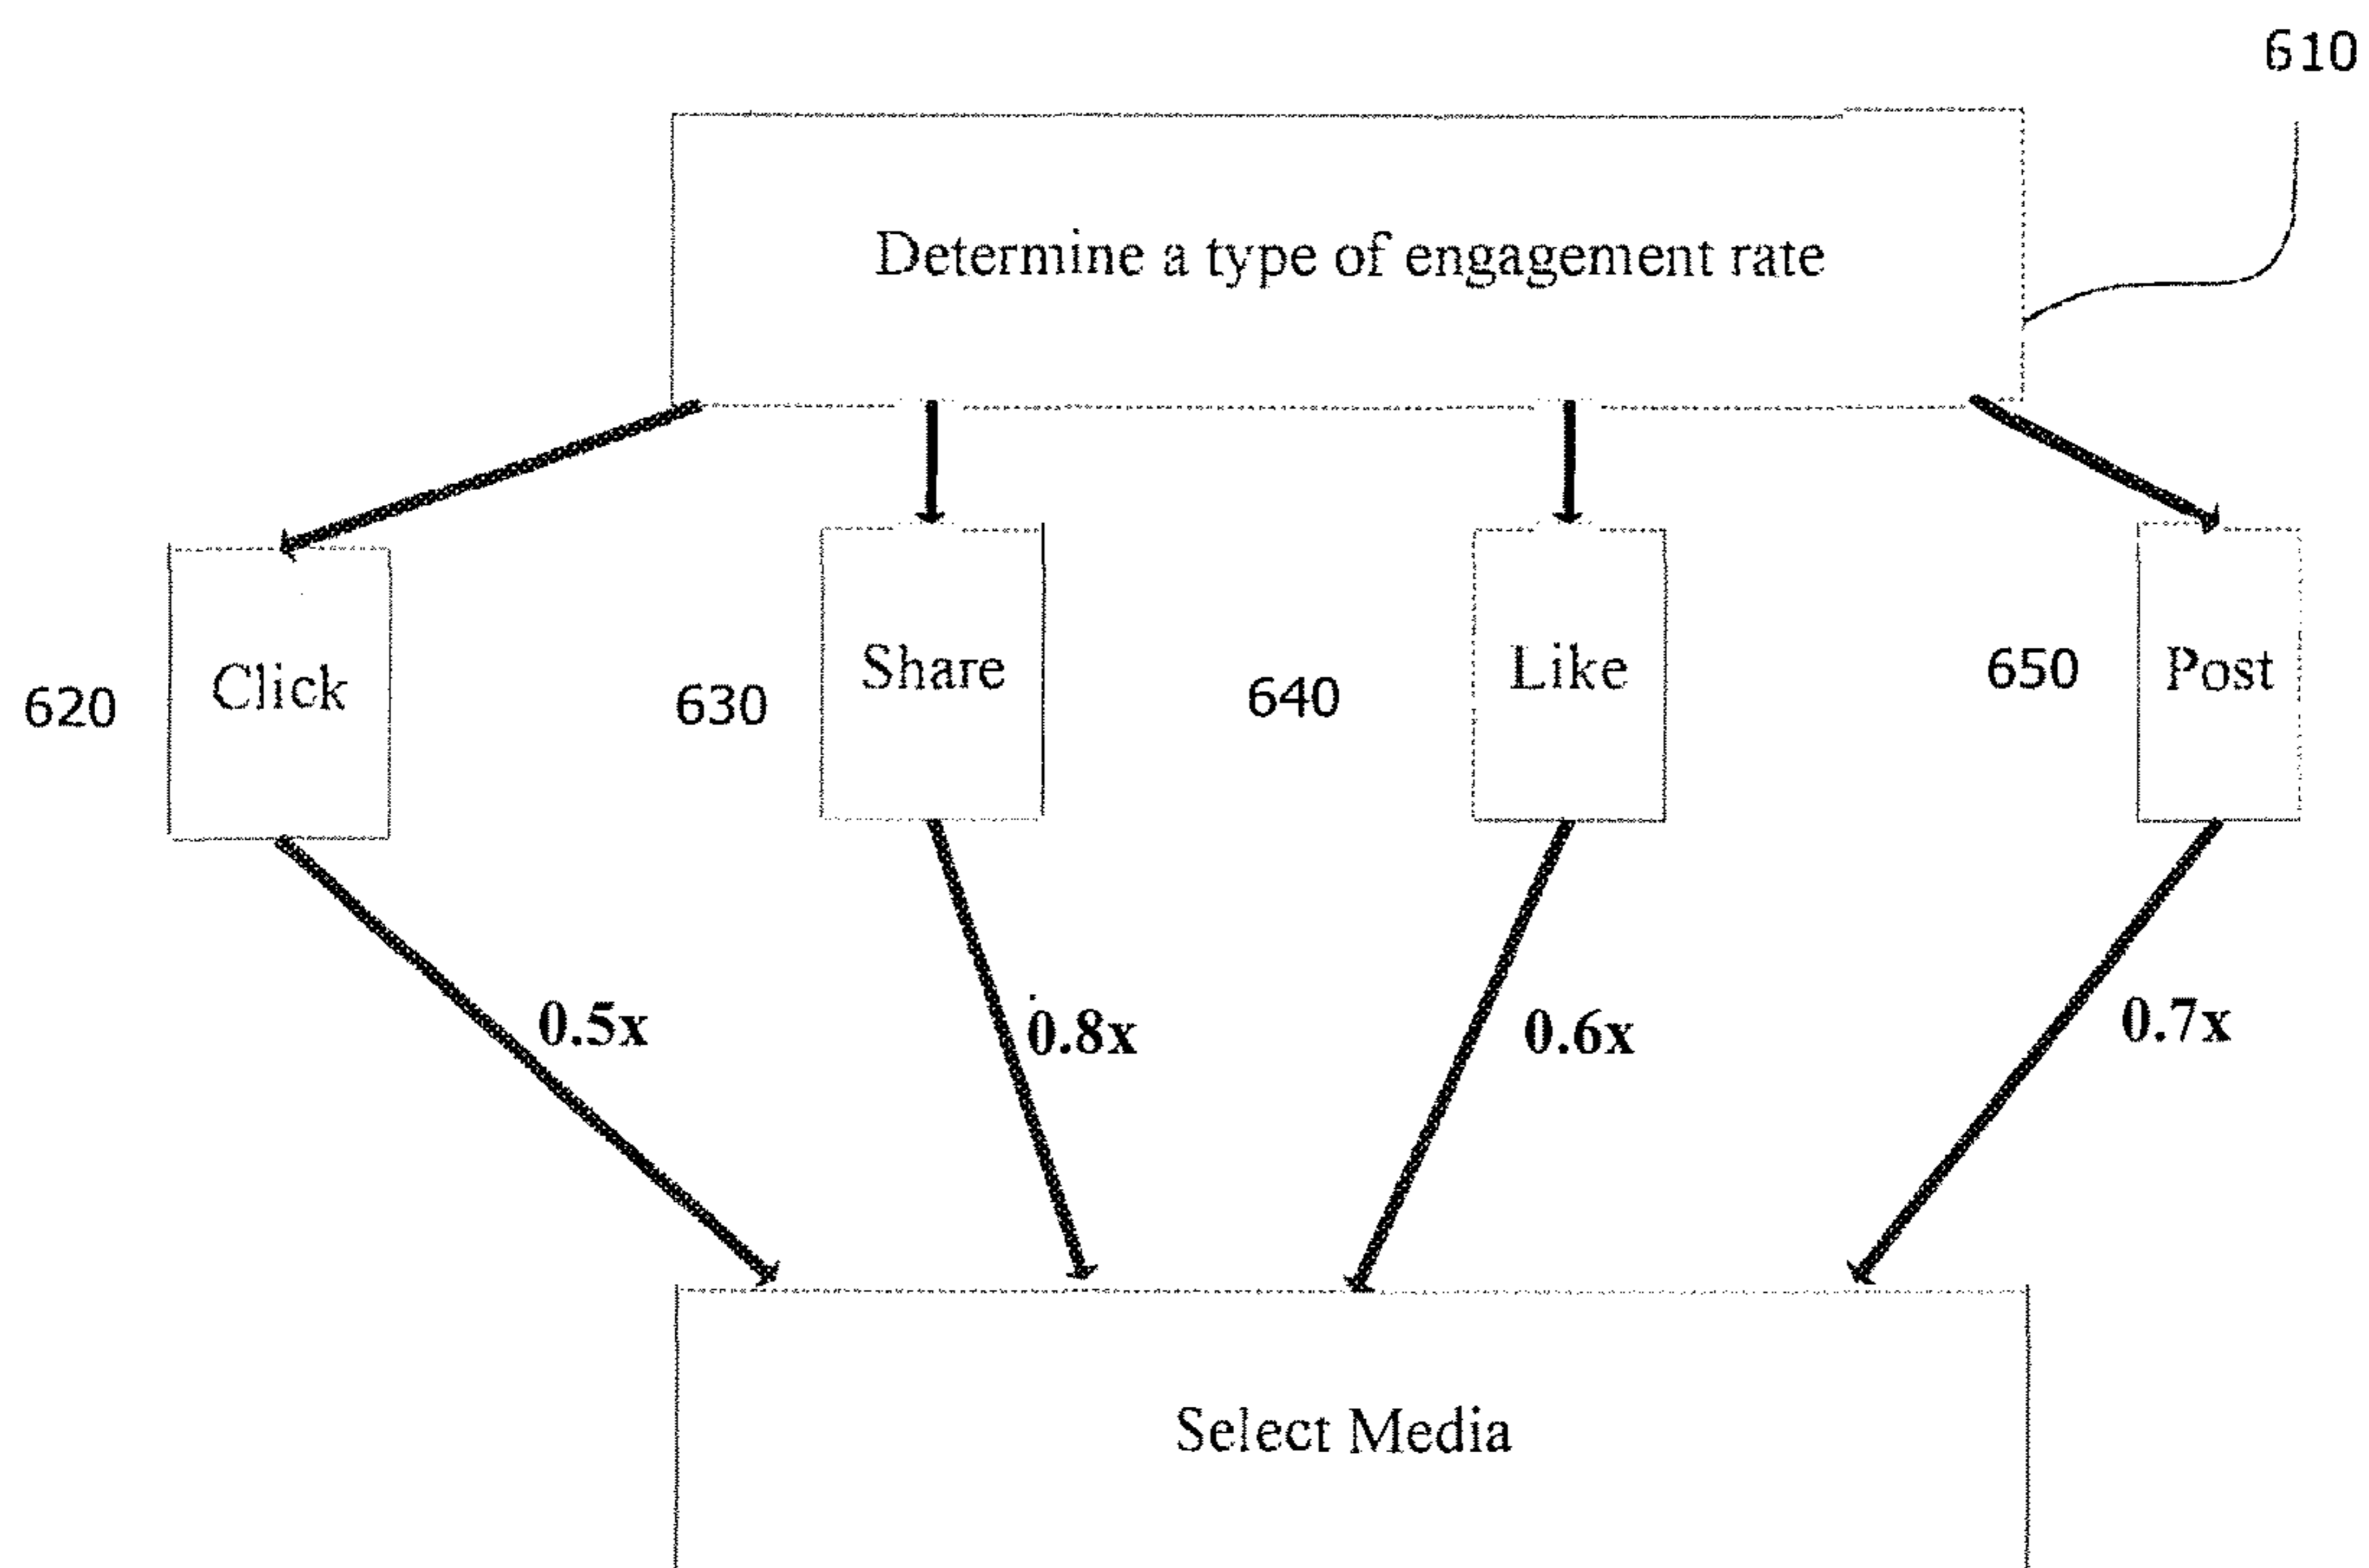 610
Determine a type of engagement rate
620
Click
630
Share
640
Like
650
Post
0.5x
0.8x
0.6x
0.7x
Select Media